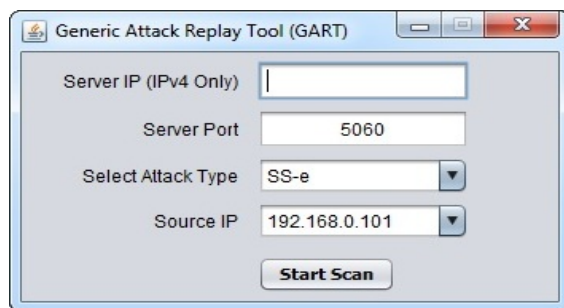 Generic Attack Replay Tool (GART)
Server IP (IPv4 Only)
Server Port 5060
Select Attack Type SS-e
Source IP 192.168.0.101
Start Scan